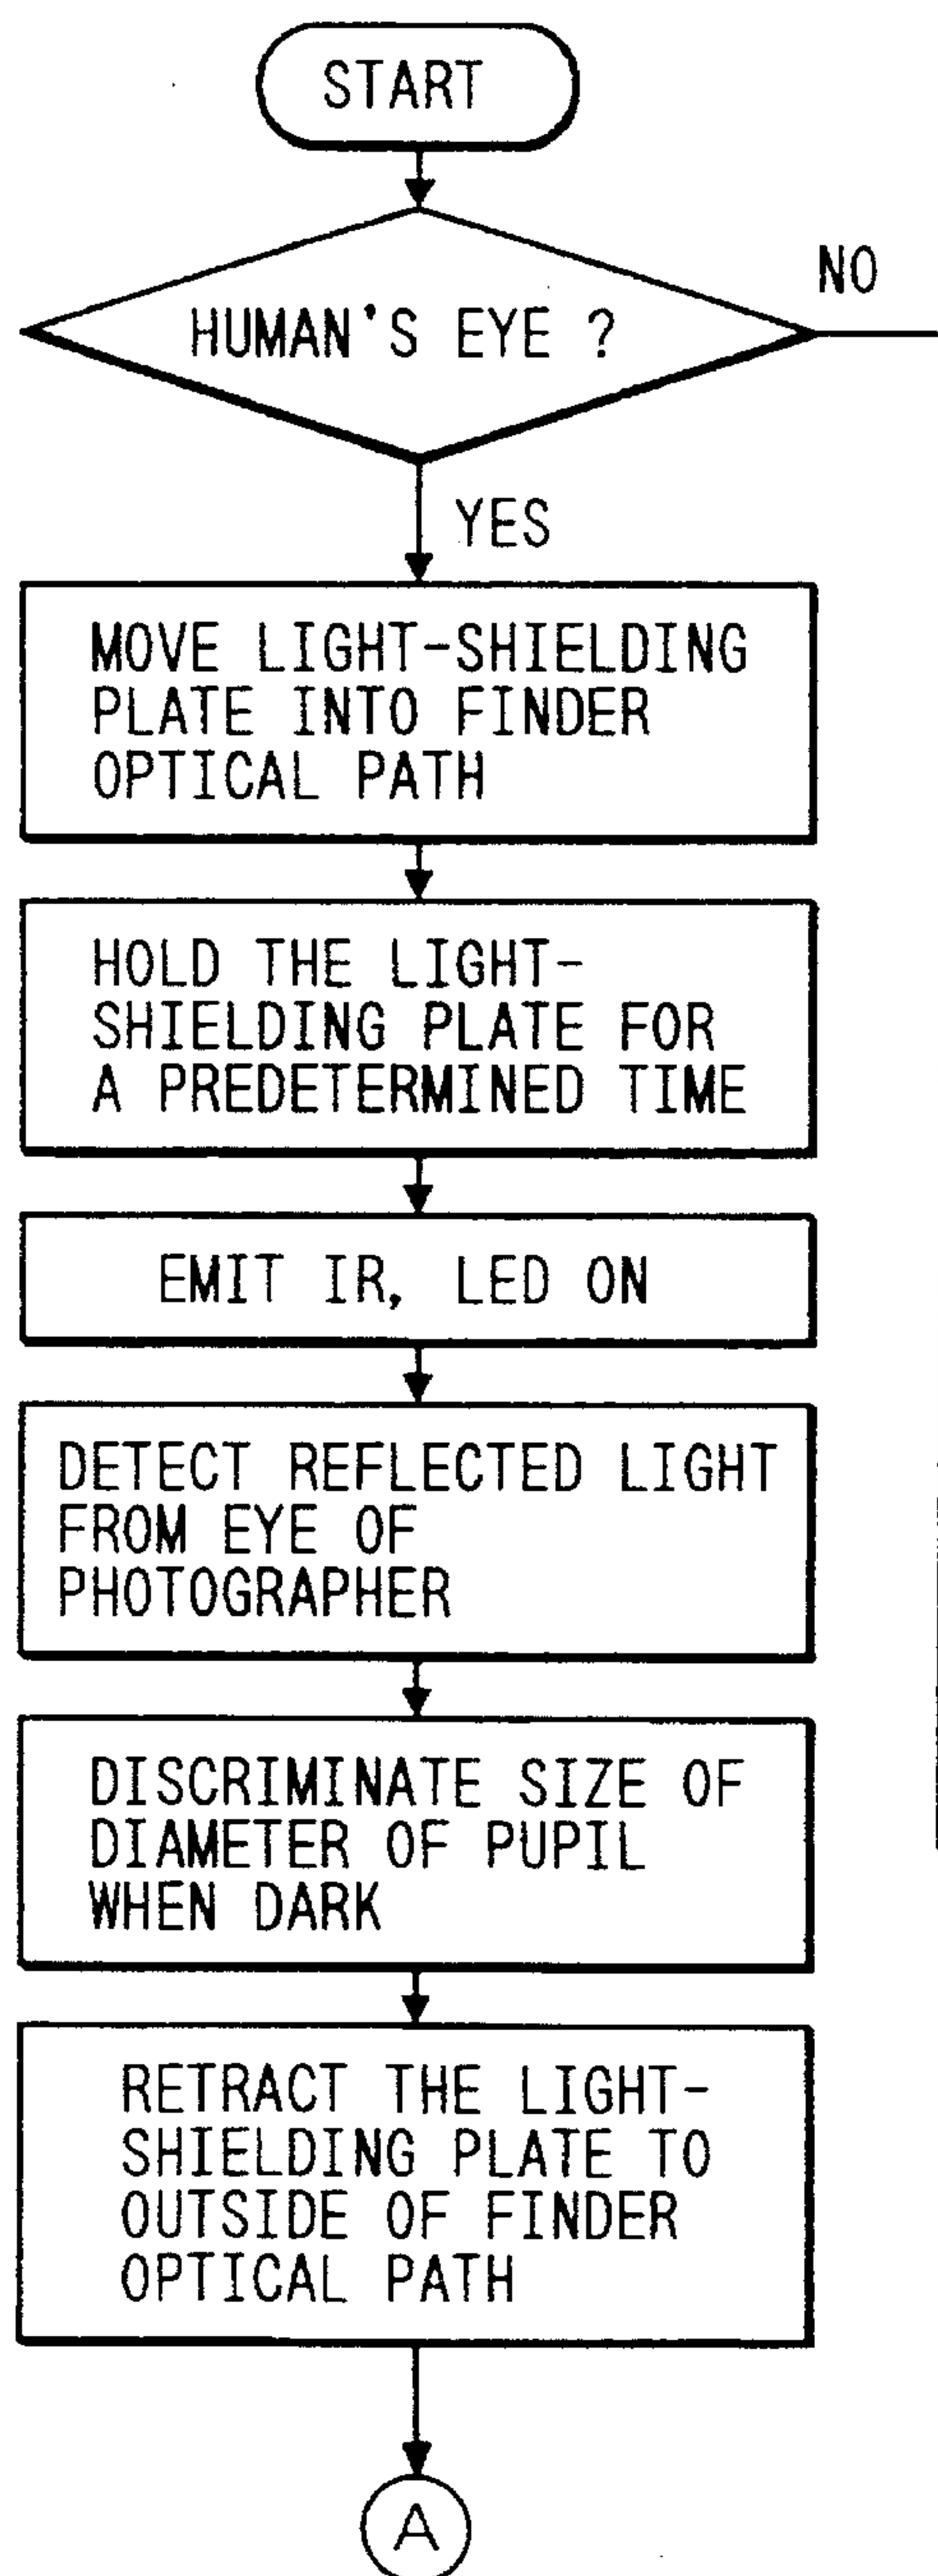 START
HUMAN'S EYE ?
NO
YES
MOVE LIGHT-SHIELDING
PLATE INTO FINDER
OPTICAL PATH
HOLD THE LIGHT-
SHIELDING PLATE FOR
A PREDETERMINED TIME
EMIT IR, LED ON
DETECT REFLECTED LIGHT
FROM EYE OF
PHOTOGRAPHER
DISCRIMINATE SIZE OF
DIAMETER OF PUPIL
WHEN DARK
RETRACT THE LIGHT-
SHIELDING PLATE TO
OUTSIDE OF FINDER
OPTICAL PATH
A